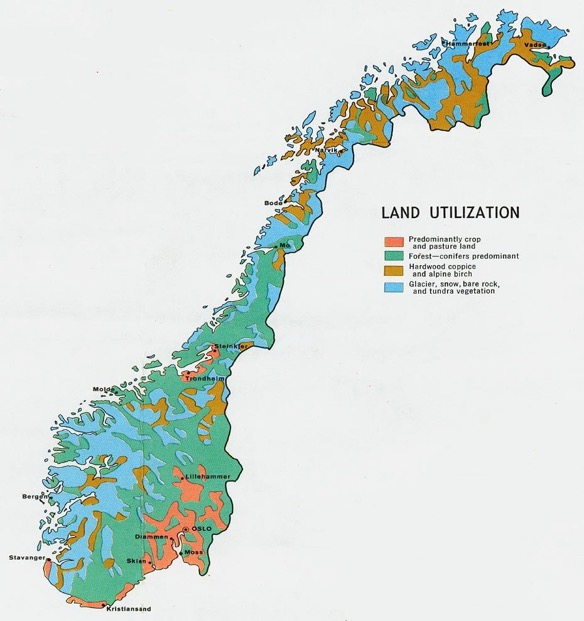 Hammerfest
Vadsø
Narvik
Bodø
LAND UTILIZATION
Predominantly crop
and pasture land
Forest—conifers predominant
Hardwood coppice
and alpine birch
Glacier, snow, bare rock,
and tundra vegetation
Mo
Steinkjer
Trondheim
Molde
Lillehammer
Bergen
OSLO
Drammen
Moss
Stavanger
Skien
Kristiansand